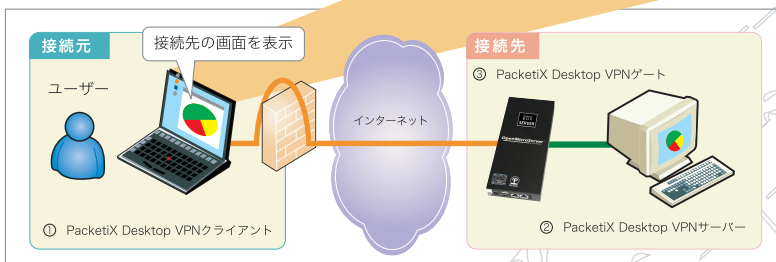 接続元
接続先の画面を表示
ユーザー
① PacketiX Desktop VPNクライアント
インターネット
接続先
③ PacketiX Desktop VPNゲート
SERVER
OpenMicroServer
② PacketiX Desktop VPNサーバー